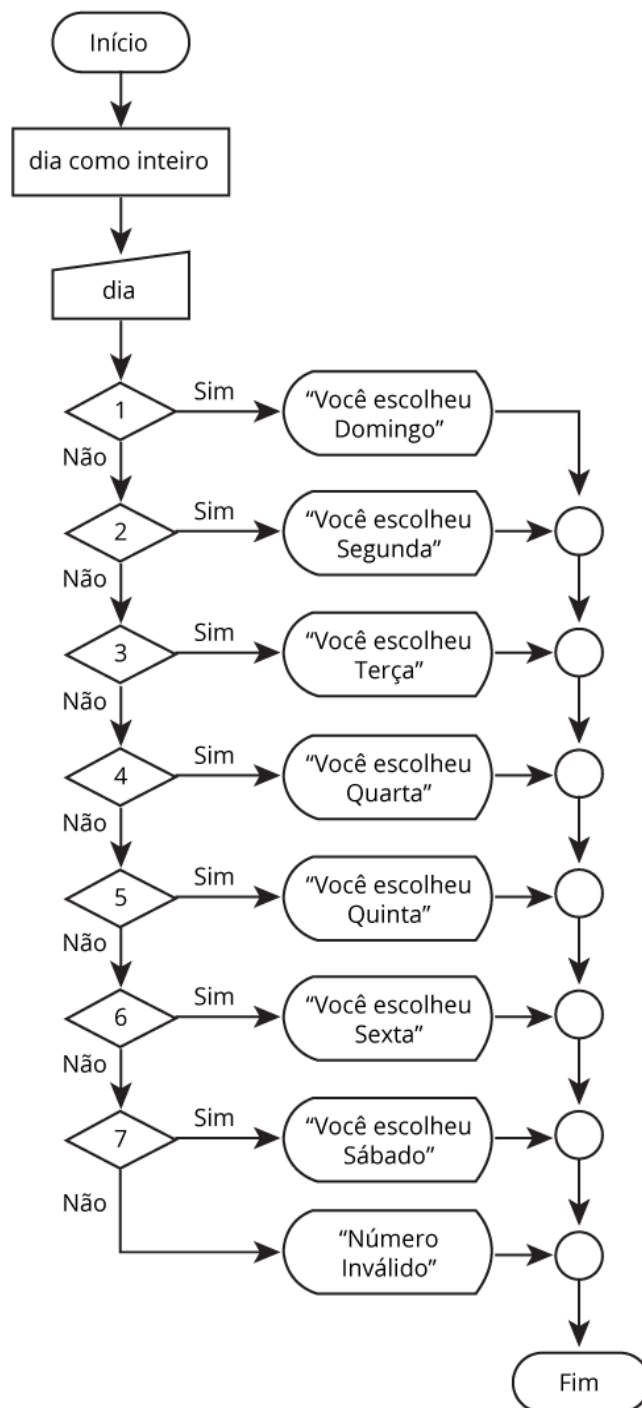 Início
dia como inteiro
dia
1
Sim
“Você escolheu
Domingo”
Não
2
Sim
“Você escolheu
Segunda”
Não
3
Sim
“Você escolheu
Terça”
Não
4
Sim
“Você escolheu
Quarta”
Não
5
Sim
“Você escolheu
Quinta”
Não
6
Sim
“Você escolheu
Sexta”
Não
7
Sim
“Você escolheu
Sábado”
Não
“Número
Inválido”
Fim